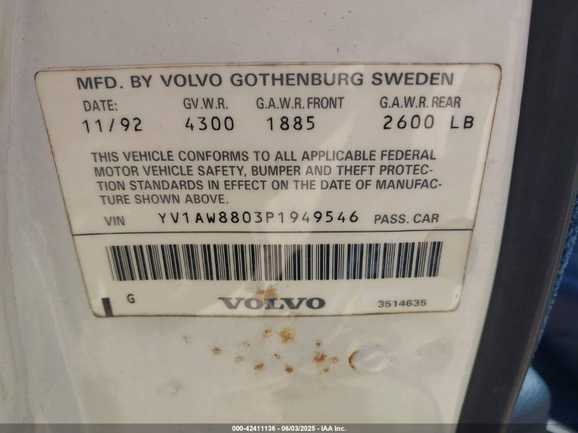 MFD. BY VOLVO GOTHENBURG SWEDEN
DATE: G.V.W.R. G.A.W.R. FRONT G.A.W.R. REAR
11/92 4300 1885 2600 LB
THIS VEHICLE CONFORMS TO ALL APPLICABLE FEDERAL
MOTOR VEHICLE SAFETY, BUMPER AND THEFT PROTEC-
TION STANDARDS IN EFFECT ON THE DATE OF MANUFAC-
TURE SHOWN ABOVE.
VIN YV1AW8803P1949546 PASS. CAR
G VOLVO 3514635
000-42411136 - 06/03/2025 - IAA Inc.